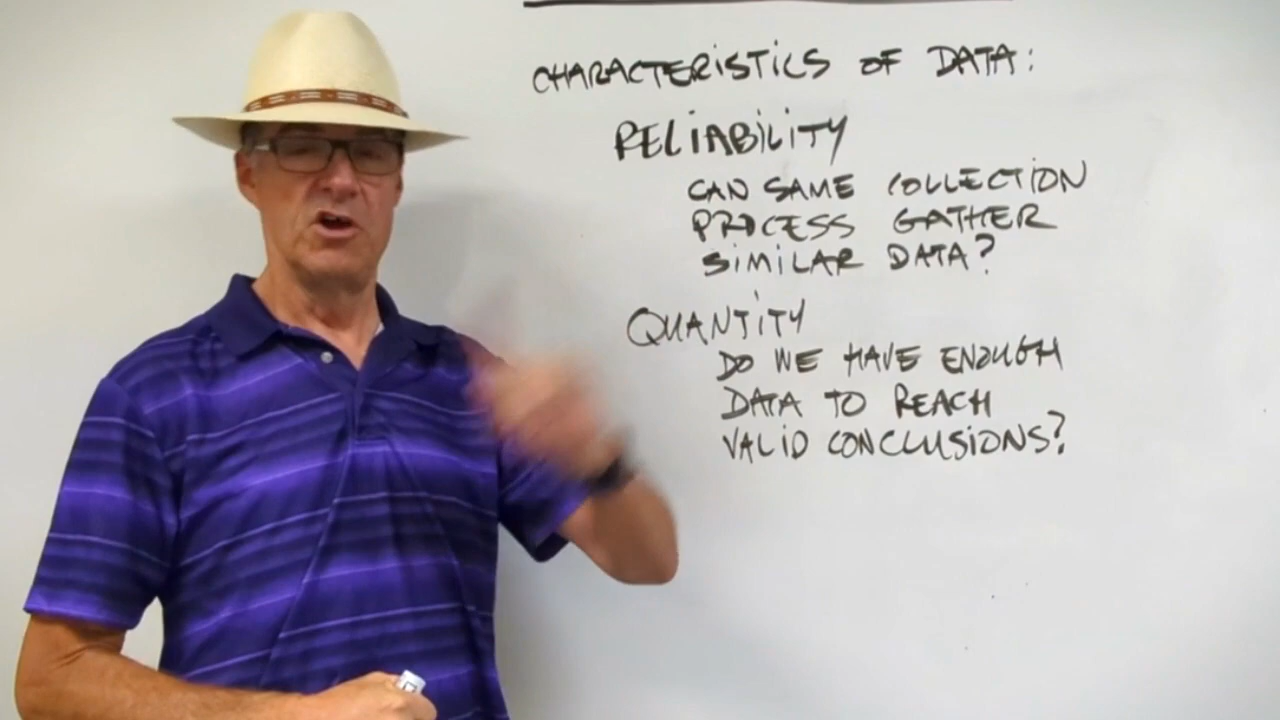 CHARACTERISTICS OF DATA:
RELIABILITY
CAN SAME COLLECTION
PROCESS GATHER
SIMILAR DATA?
QUANTITY
DO WE HAVE ENOUGH
DATA TO REACH
VALID CONCLUSIONS?